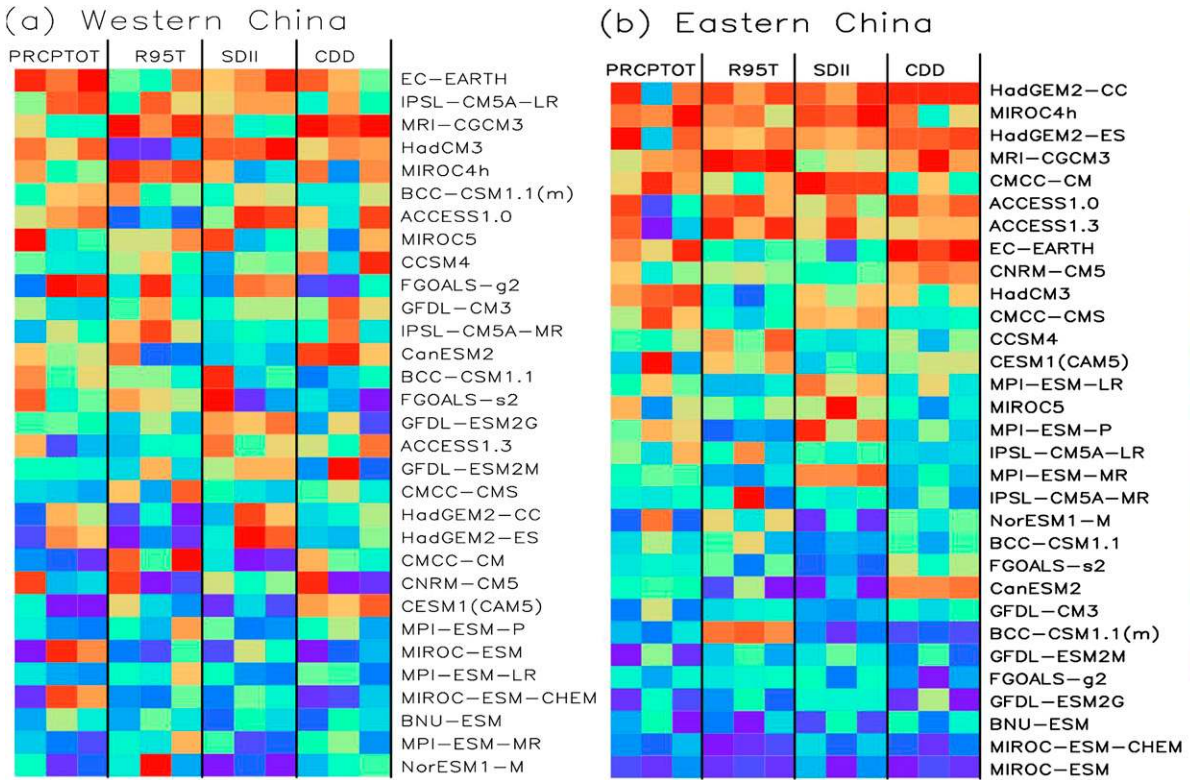 (a) Western China
PRCPTOT R95T SDII CDD
EC-EARTH
IPSL-CM5A-LR
MRI-CGCM3
HadCM3
MIROC4h
BCC-CSM1.1(m)
ACCESS1.0
MIROC5
CCSM4
FGOALS-g2
GFDL-CM3
IPSL-CM5A-MR
CanESM2
BCC-CSM1.1
FGOALS-s2
GFDL-ESM2G
ACCESS1.3
GFDL-ESM2M
CMCC-CMS
HadGEM2-CC
HadGEM2-ES
CMCC-CM
CNRM-CM5
CESM1(CAM5)
MPI-ESM-P
MIROC-ESM
MPI-ESM-LR
MIROC-ESM-CHEM
BNU-ESM
MPI-ESM-MR
NorESM1-M
(b) Eastern China
PRCPTOT R95T SDII CDD
HadGEM2-CC
MIROC4h
HadGEM2-ES
MRI-CGCM3
CMCC-CM
ACCESS1.0
ACCESS1.3
EC-EARTH
CNRM-CM5
HadCM3
CMCC-CMS
CCSM4
CESM1(CAM5)
MPI-ESM-LR
MIROC5
MPI-ESM-P
IPSL-CM5A-LR
MPI-ESM-MR
IPSL-CM5A-MR
NorESM1-M
BCC-CSM1.1
FGOALS-s2
CanESM2
GFDL-CM3
BCC-CSM1.1(m)
GFDL-ESM2M
FGOALS-g2
GFDL-ESM2G
BNU-ESM
MIROC-ESM-CHEM
MIROC-ESM